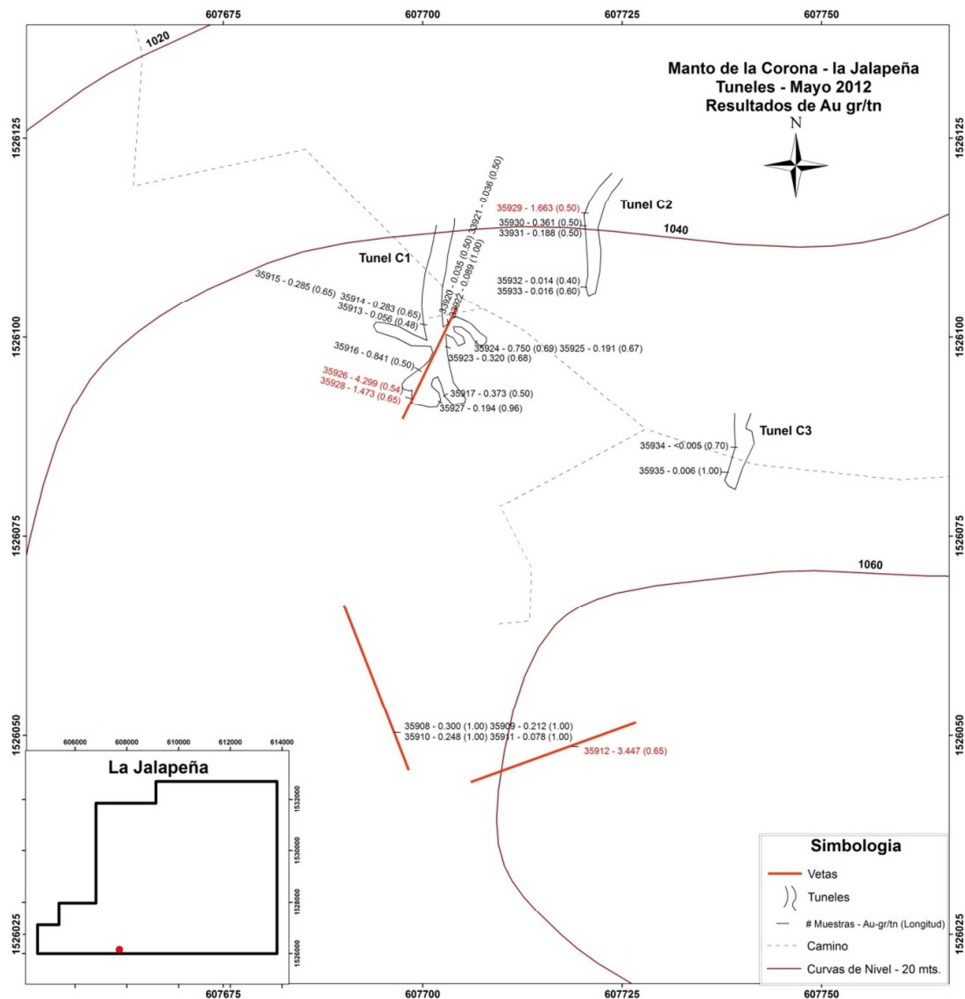 607675
607700
607725
607750
1020
Manto de la Corona - la Jalapeña
Tuneles - Mayo 2012
Resultados de Au gr/tn
N
1526125
1526125
33921 - 0.036 (0.50)
33920 - 0.035 (0.50)
33922 - 0.089 (1.00)
35929 - 1.663 (0.50)
35930 - 0.361 (0.50)
33931 - 0.188 (0.50)
Tunel C2
1040
Tunel C1
35932 - 0.014 (0.40)
35933 - 0.016 (0.60)
35915 - 0.285 (0.65)
35914 - 0.283 (0.65)
35913 - 0.056 (0.48)
1526100
1526100
35916 - 0.841 (0.50)
35924 - 0.750 (0.69) 35925 - 0.191 (0.67)
35923 - 0.320 (0.68)
35926 - 4.299 (0.54)
35928 - 1.473 (0.65)
35917 - 0.373 (0.50)
35927 - 0.194 (0.96)
Tunel C3
35934 - <0.005 (0.70)
35935 - 0.006 (1.00)
1526075
1526075
1060
35908 - 0.300 (1.00) 35909 - 0.212 (1.00)
35910 - 0.248 (1.00) 35911 - 0.078 (1.00)
35912 - 3.447 (0.65)
1526050
1526050
606000
608000
610000
612000
614000
La Jalapeña
1532000
1530000
1528000
1526000
Simbologia
Vetas
Tuneles
# Muestras - Au-gr/tn (Longitud)
Camino
Curvas de Nivel - 20 mts.
1526025
1526025
607675
607700
607725
607750